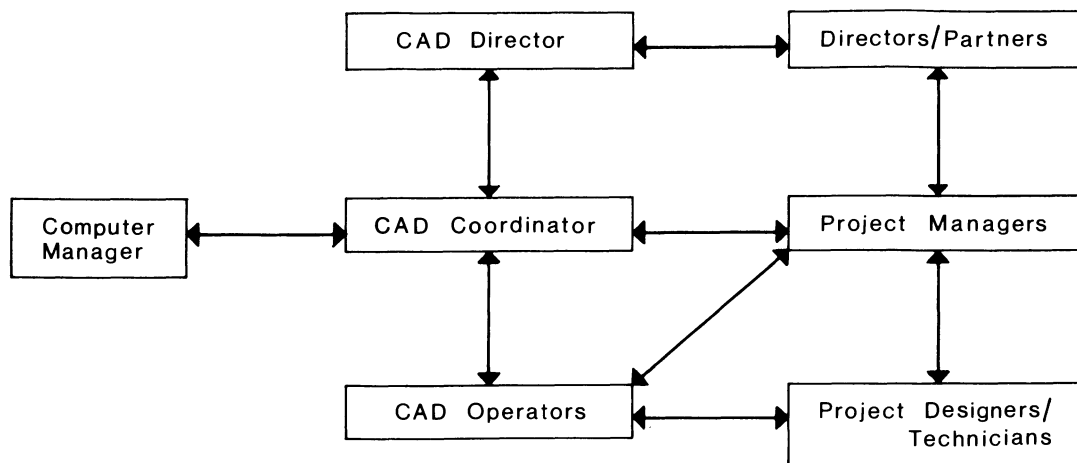 CAD Director
Directors/Partners
Computer
Manager
CAD Coordinator
Project Managers
CAD Operators
Project Designers/
Technicians